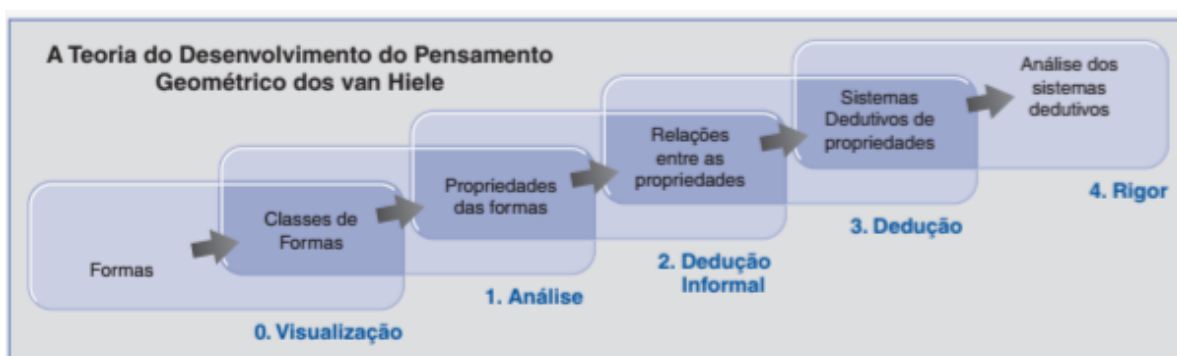 A Teoria do Desenvolvimento do Pensamento
Geométrico dos van Hiele
Formas
Classes de
Formas
Propriedades
das formas
Relações
entre as
propriedades
Sistemas
Dedutivos de
propriedades
Análise dos
sistemas
dedutivos
0. Visualização
1. Análise
2. Dedução
Informal
3. Dedução
4. Rigor